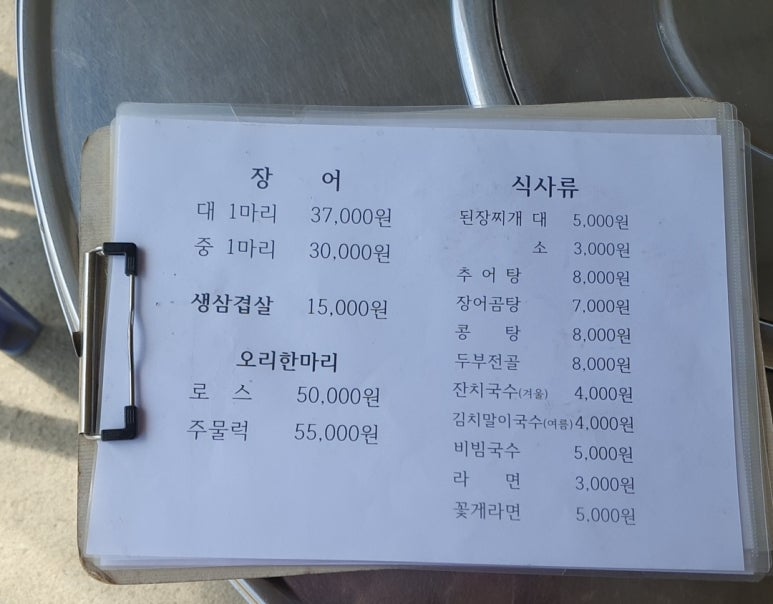 장 어
대 1마리 37,000원
중 1마리 30,000원
생삼겹살 15,000원
오리한마리
로 스 50,000원
주물럭 55,000원
식사류
된장찌개 대 5,000원
소 3,000원
추 어 탕 8,000원
장어곰탕 7,000원
콩 탕 8,000원
두부전골 8,000원
잔치국수(겨울) 4,000원
김치말이국수(여름) 4,000원
비빔국수 5,000원
라 면 3,000원
꽃게라면 5,000원